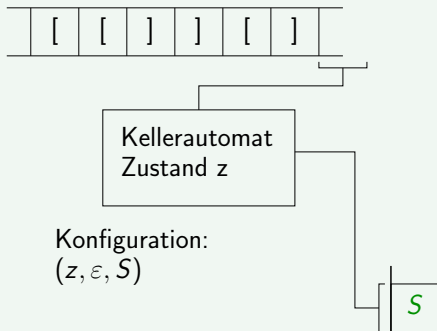 [ [ ] ] [ ]
Kellerautomat
Zustand z
Konfiguration:
(z, ε, S)
S